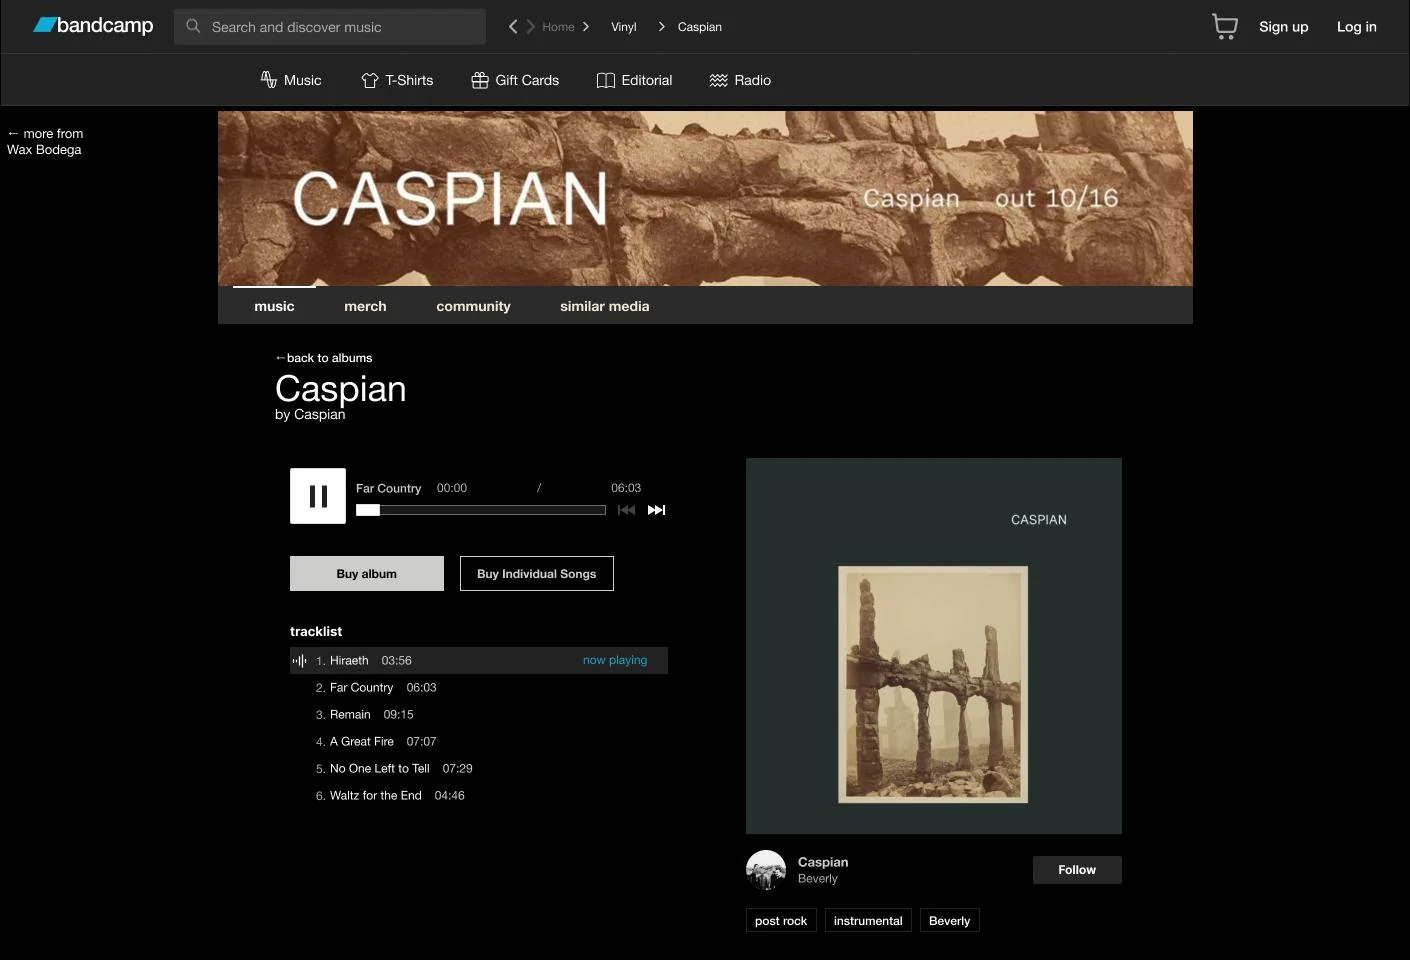 bandcamp
Search and discover music
Home
Vinyl
Caspian
Sign up
Log in
Music
T-Shirts
Gift Cards
Editorial
Radio
← more from
Wax Bodega
CASPIAN
Caspian out 10/16
music
merch
community
similar media
←back to albums
Caspian
by Caspian
Far Country 00:00 / 06:03
Buy album
Buy Individual Songs
CASPIAN
tracklist
1. Hiraeth 03:56 now playing
2. Far Country 06:03
3. Remain 09:15
4. A Great Fire 07:07
5. No One Left to Tell 07:29
6. Waltz for the End 04:46
Caspian
Beverly
Follow
post rock
instrumental
Beverly